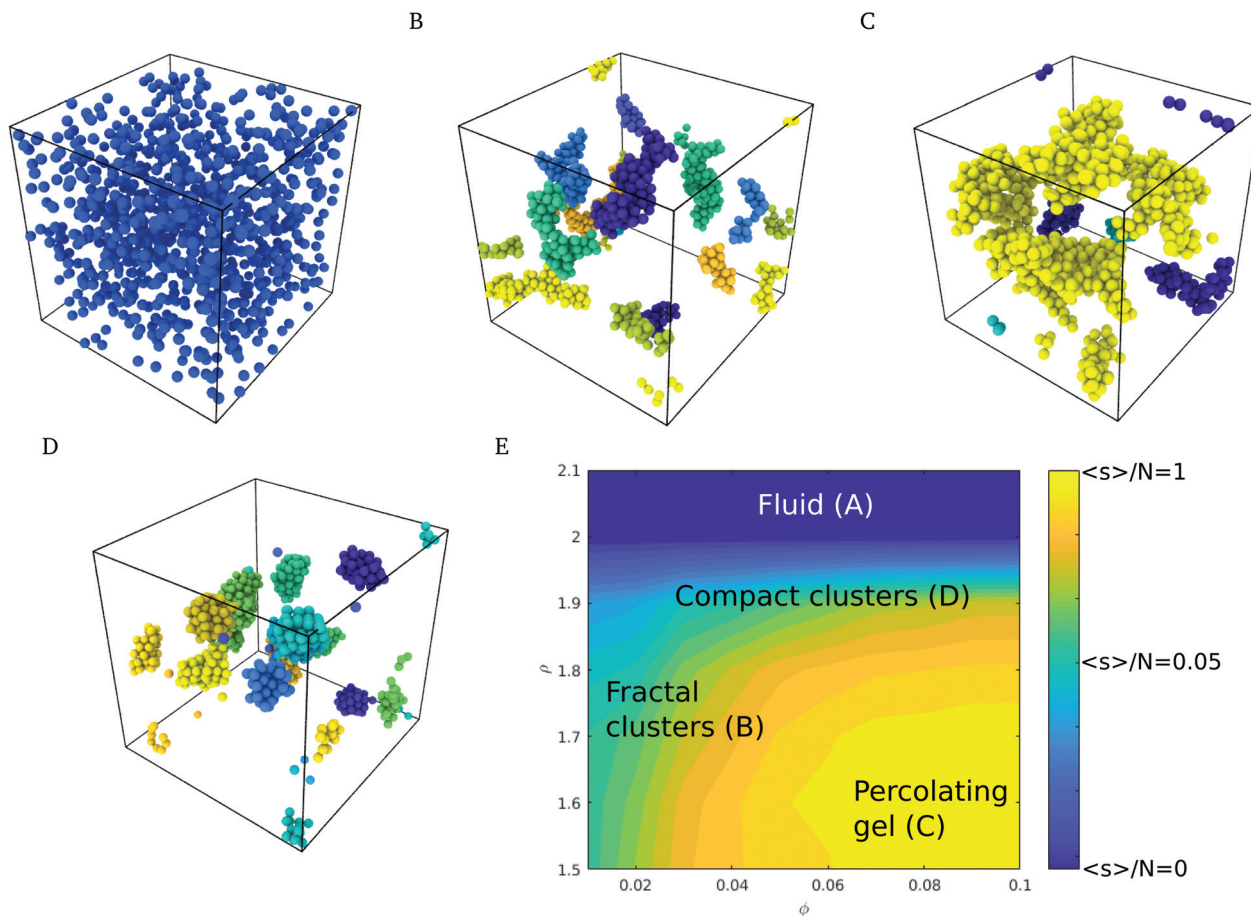 B
C
D
E
2.1
2
1.9
1.8
1.7
1.6
1.5
ρ
0.02
0.04
0.06
0.08
0.1
ϕ
Fluid (A)
Compact clusters (D)
Fractal
clusters (B)
Percolating
gel (C)
<s>/N=1
<s>/N=0.05
<s>/N=0